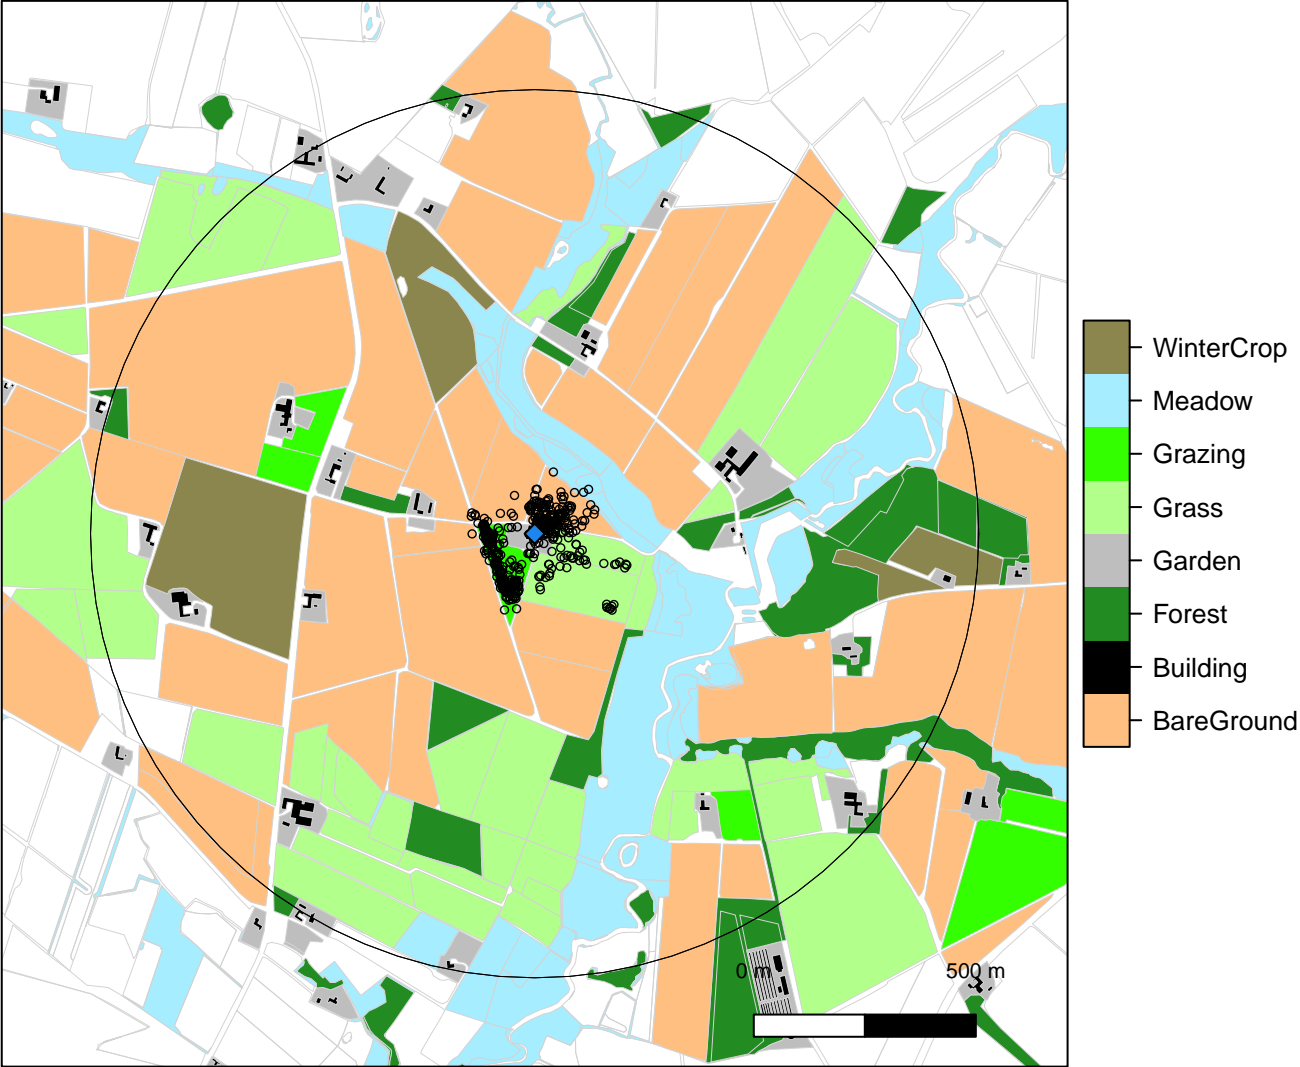 WinterCrop
Meadow
Grazing
Grass
Garden
Forest
Building
BareGround
0 m 500 m